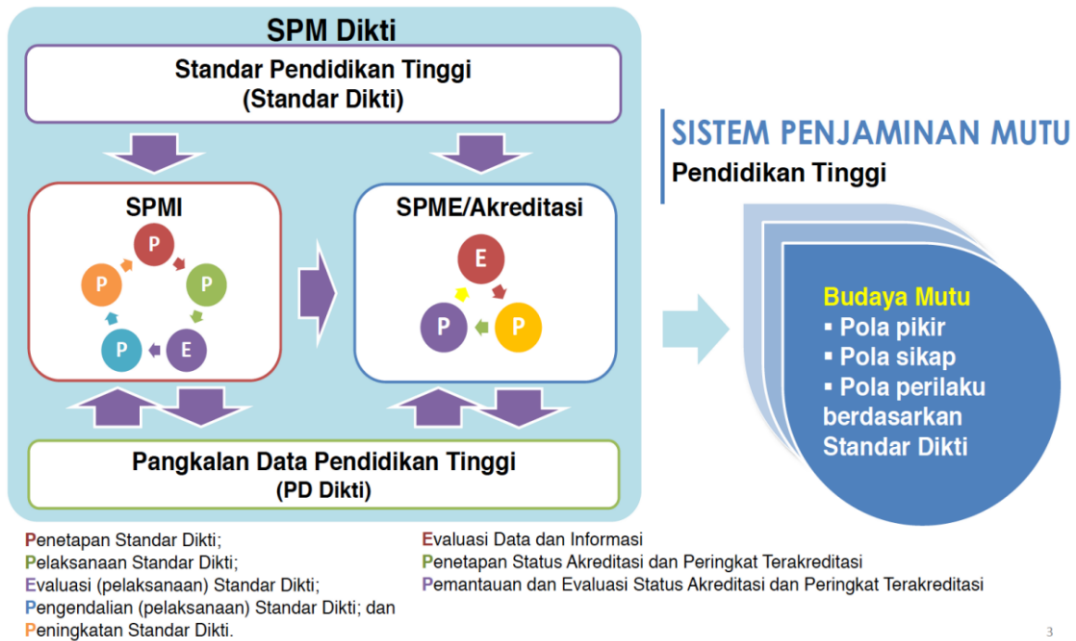 SPM Dikti
Standar Pendidikan Tinggi
(Standar Dikti)
SPMI
P
P
P
P
E
SPME/Akreditasi
E
P
P
Pangkalan Data Pendidikan Tinggi
(PD Dikti)
SISTEM PENJAMINAN MUTU
Pendidikan Tinggi
Budaya Mutu
▪ Pola pikir
▪ Pola sikap
▪ Pola perilaku
berdasarkan
Standar Dikti
Penetapan Standar Dikti;
Pelaksanaan Standar Dikti;
Evaluasi (pelaksanaan) Standar Dikti;
Pengendalian (pelaksanaan) Standar Dikti; dan
Peningkatan Standar Dikti.
Evaluasi Data dan Informasi
Penetapan Status Akreditasi dan Peringkat Terakreditasi
Pemantauan dan Evaluasi Status Akreditasi dan Peringkat Terakreditasi
3